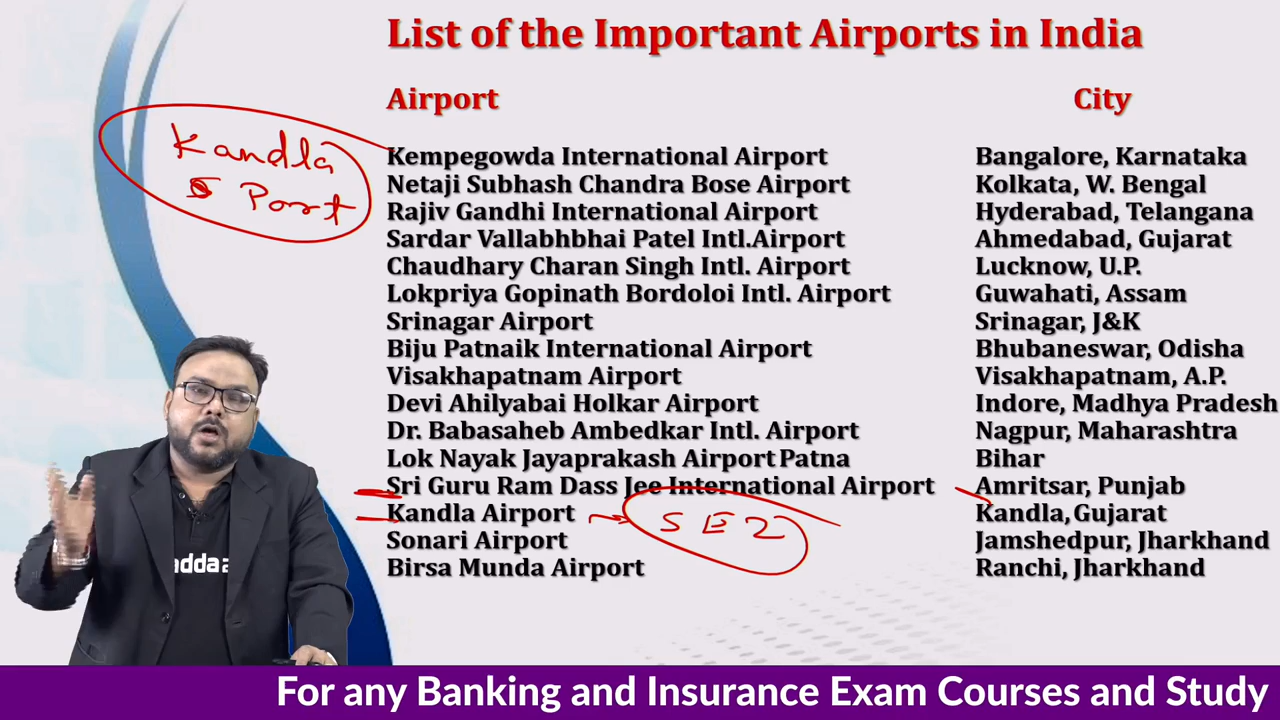 List of the Important Airports in India
Airport City
Kandla
Port
Kempegowda International Airport Bangalore, Karnataka
Netaji Subhash Chandra Bose Airport Kolkata, W. Bengal
Rajiv Gandhi International Airport Hyderabad, Telangana
Sardar Vallabhbhai Patel Intl.Airport Ahmedabad, Gujarat
Chaudhary Charan Singh Intl. Airport Lucknow, U.P.
Lokpriya Gopinath Bordoloi Intl. Airport Guwahati, Assam
Srinagar Airport Srinagar, J&K
Biju Patnaik International Airport Bhubaneswar, Odisha
Visakhapatnam Airport Visakhapatnam, A.P.
Devi Ahilyabai Holkar Airport Indore, Madhya Pradesh
Dr. Babasaheb Ambedkar Intl. Airport Nagpur, Maharashtra
Lok Nayak Jayaprakash Airport Patna Bihar
Sri Guru Ram Dass Jee International Airport Amritsar, Punjab
Kandla Airport SEZ Kandla, Gujarat
Sonari Airport Jamshedpur, Jharkhand
Birsa Munda Airport Ranchi, Jharkhand
adda
For any Banking and Insurance Exam Courses and Study